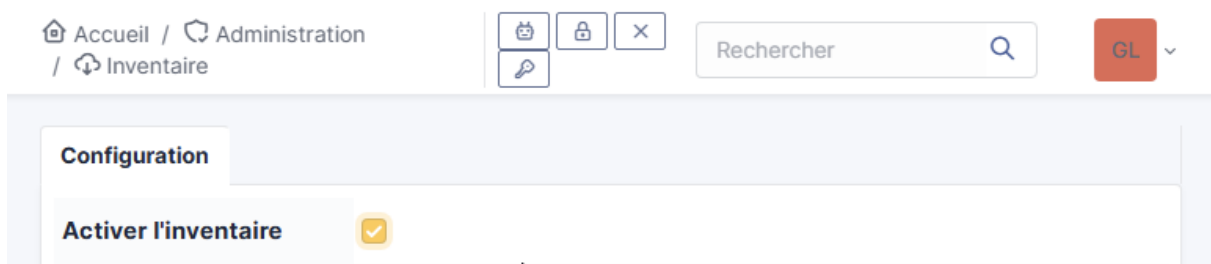 Accueil / Administration
/ Inventaire
Rechercher
GL
Configuration
Activer l'inventaire